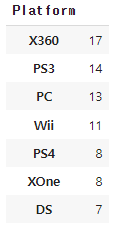 Platform
X360 17
PS3 14
PC 13
Wii 11
PS4 8
XOne 8
DS 7